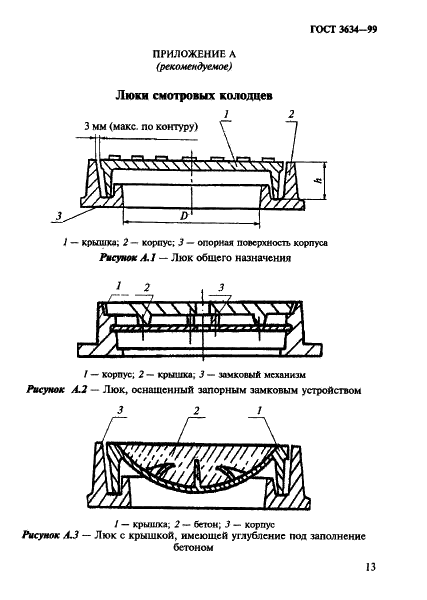 ГОСТ 3634—99
ПРИЛОЖЕНИЕ А
(рекомендуемое)
Люки смотровых колодцев
3 мм (макс. по контуру)
1
2
h
3
D
1 — крышка; 2 — корпус; 3 — опорная поверхность корпуса
Рисунок А.1 — Люк общего назначения
1
2
3
1 — корпус; 2 — крышка; 3 — замковый механизм
Рисунок А.2 — Люк, оснащенный запорным замковым устройством
3
2
1
1 — крышка; 2 — бетон; 3 — корпус
Рисунок А.3 — Люк с крышкой, имеющей углубление под заполнение
бетоном
13